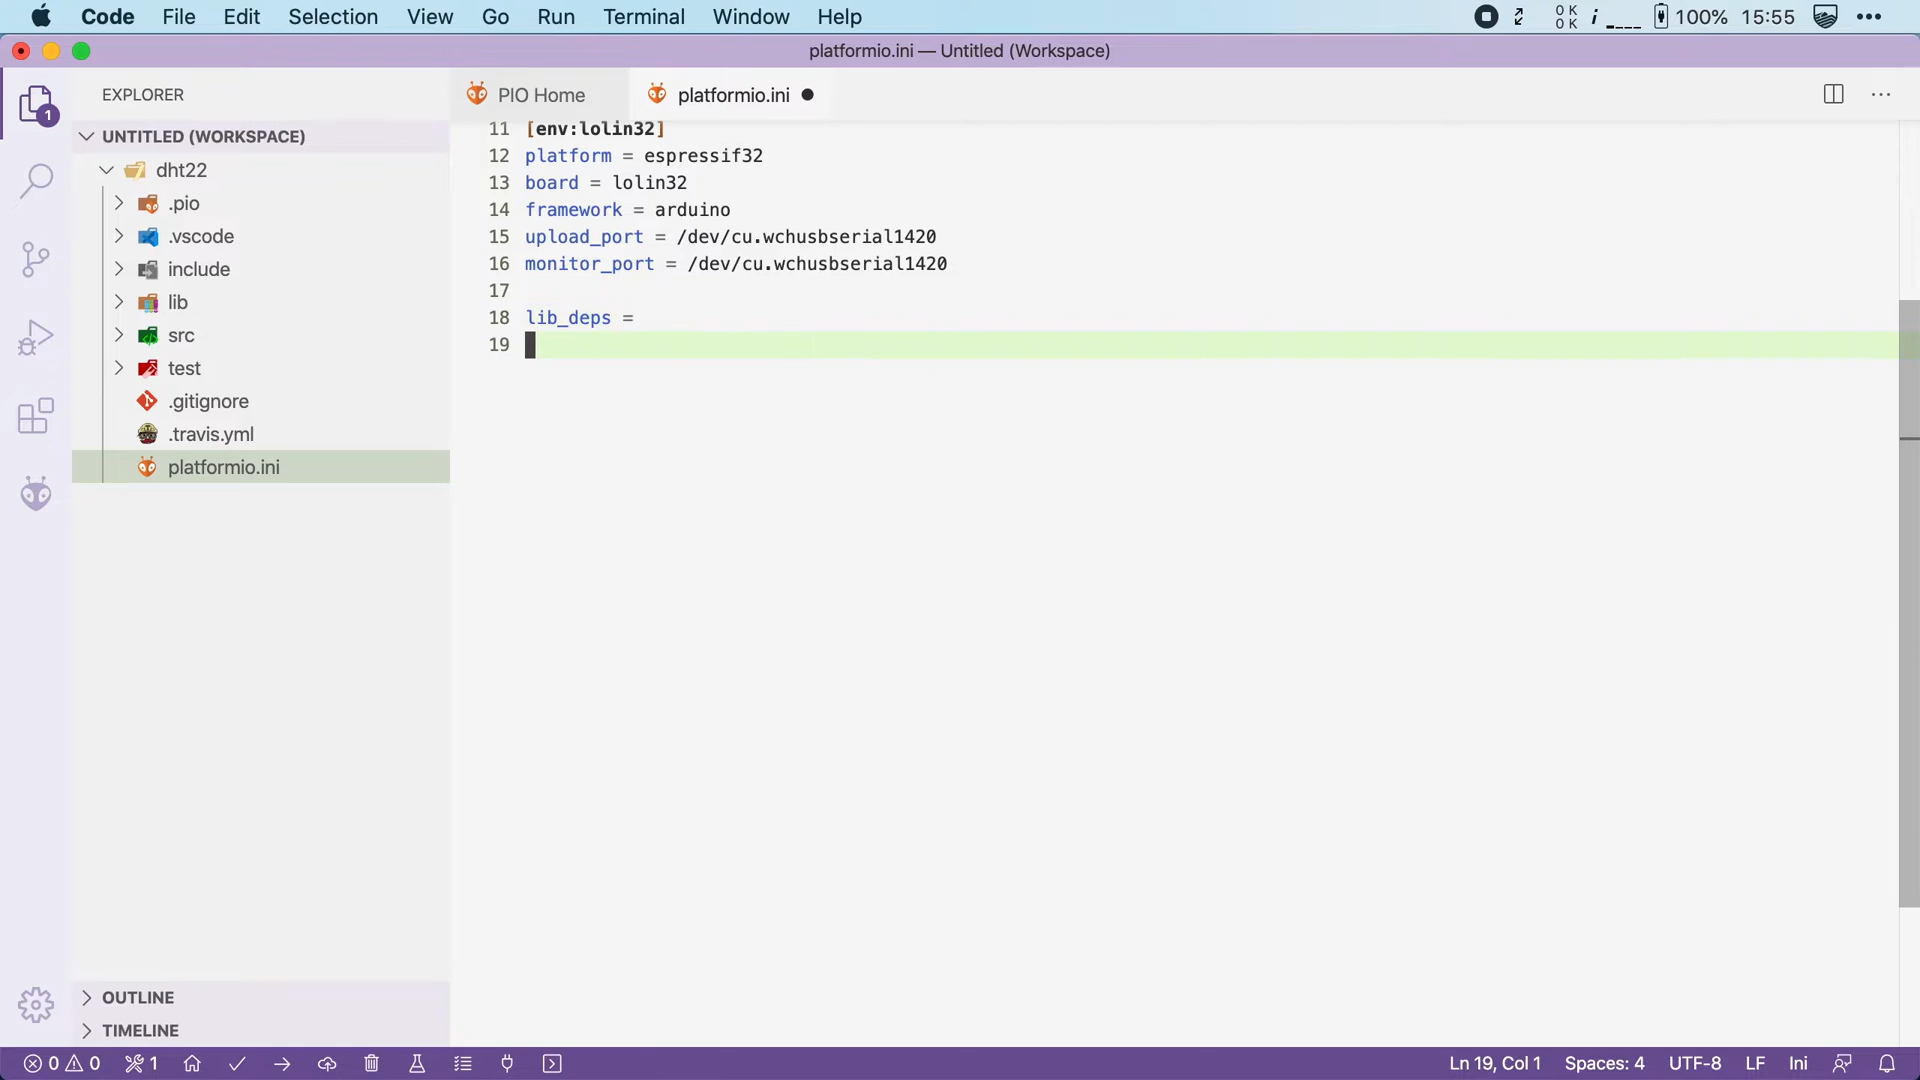 Code File Edit Selection View Go Run Terminal Window Help 0 K 0 K i 100% 15:55
platformio.ini — Untitled (Workspace)
EXPLORER
PIO Home
platformio.ini
1
UNTITLED (WORKSPACE)
dht22
.pio
.vscode
include
lib
src
test
.gitignore
.travis.yml
platformio.ini
11 [env:lolin32]
12 platform = espressif32
13 board = lolin32
14 framework = arduino
15 upload_port = /dev/cu.wchusbserial1420
16 monitor_port = /dev/cu.wchusbserial1420
17
18 lib_deps =
19
OUTLINE
TIMELINE
0 0 1 Ln 19, Col 1 Spaces: 4 UTF-8 LF Ini